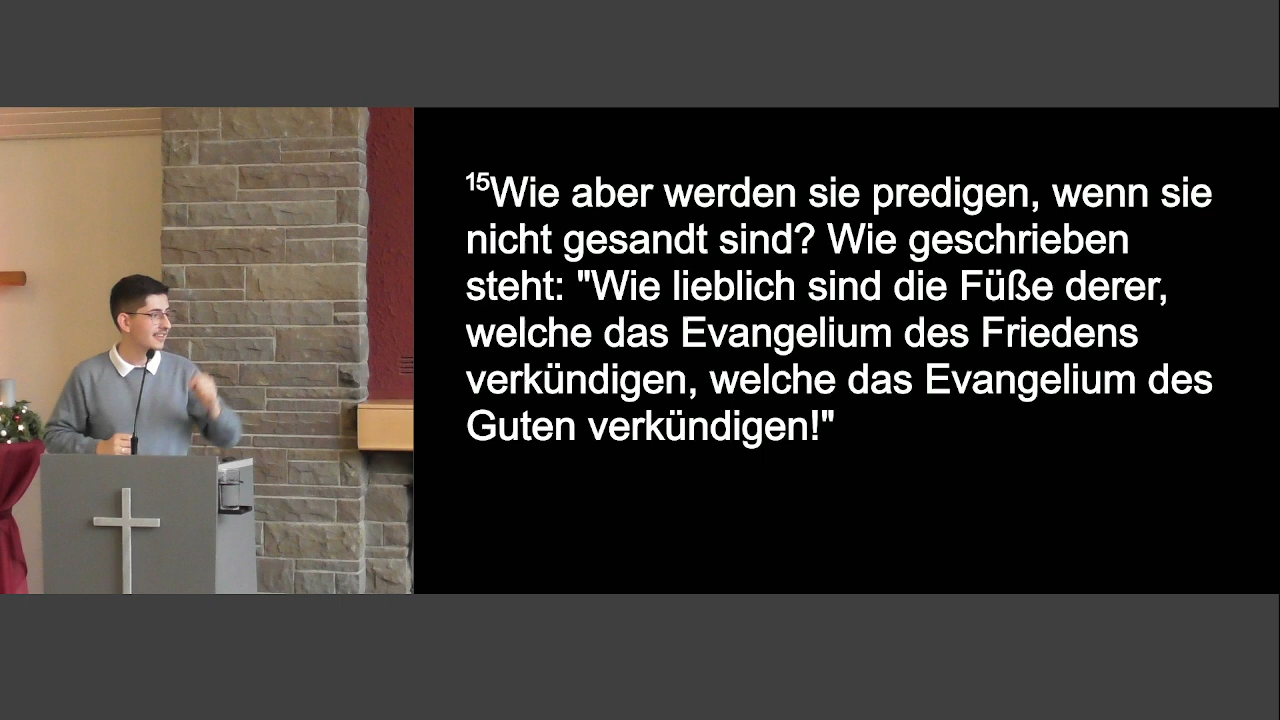 ¹⁵Wie aber werden sie predigen, wenn sie
nicht gesandt sind? Wie geschrieben
steht: "Wie lieblich sind die Füße derer,
welche das Evangelium des Friedens
verkündigen, welche das Evangelium des
Guten verkündigen!"